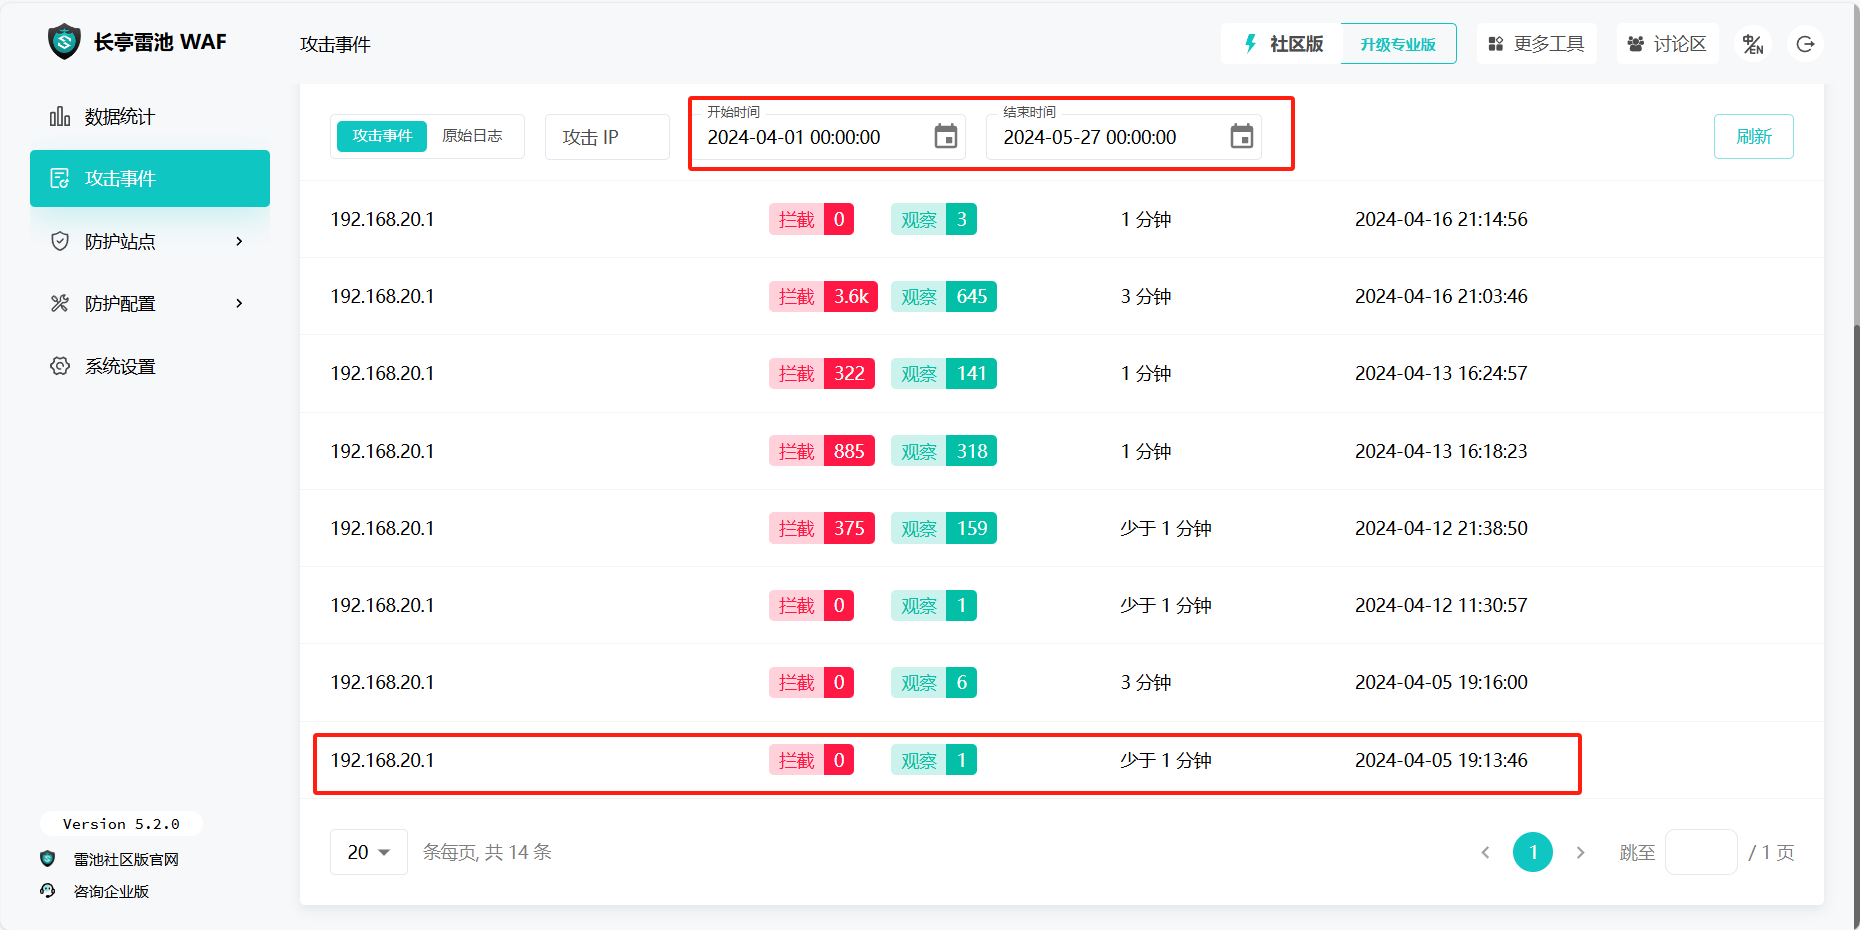 长亭雷池 WAF
攻击事件
社区版
升级专业版
更多工具
讨论区
中/EN
数据统计
攻击事件
防护站点
防护配置
系统设置
Version 5.2.0
雷池社区版官网
咨询企业版
攻击事件 原始日志
攻击 IP
开始时间
2024-04-01 00:00:00
结束时间
2024-05-27 00:00:00
刷新
192.168.20.1 拦截 0 观察 3 1 分钟 2024-04-16 21:14:56
192.168.20.1 拦截 3.6k 观察 645 3 分钟 2024-04-16 21:03:46
192.168.20.1 拦截 322 观察 141 1 分钟 2024-04-13 16:24:57
192.168.20.1 拦截 885 观察 318 1 分钟 2024-04-13 16:18:23
192.168.20.1 拦截 375 观察 159 少于 1 分钟 2024-04-12 21:38:50
192.168.20.1 拦截 0 观察 1 少于 1 分钟 2024-04-12 11:30:57
192.168.20.1 拦截 0 观察 6 3 分钟 2024-04-05 19:16:00
192.168.20.1 拦截 0 观察 1 少于 1 分钟 2024-04-05 19:13:46
20 条每页, 共 14 条
1 跳至 / 1 页